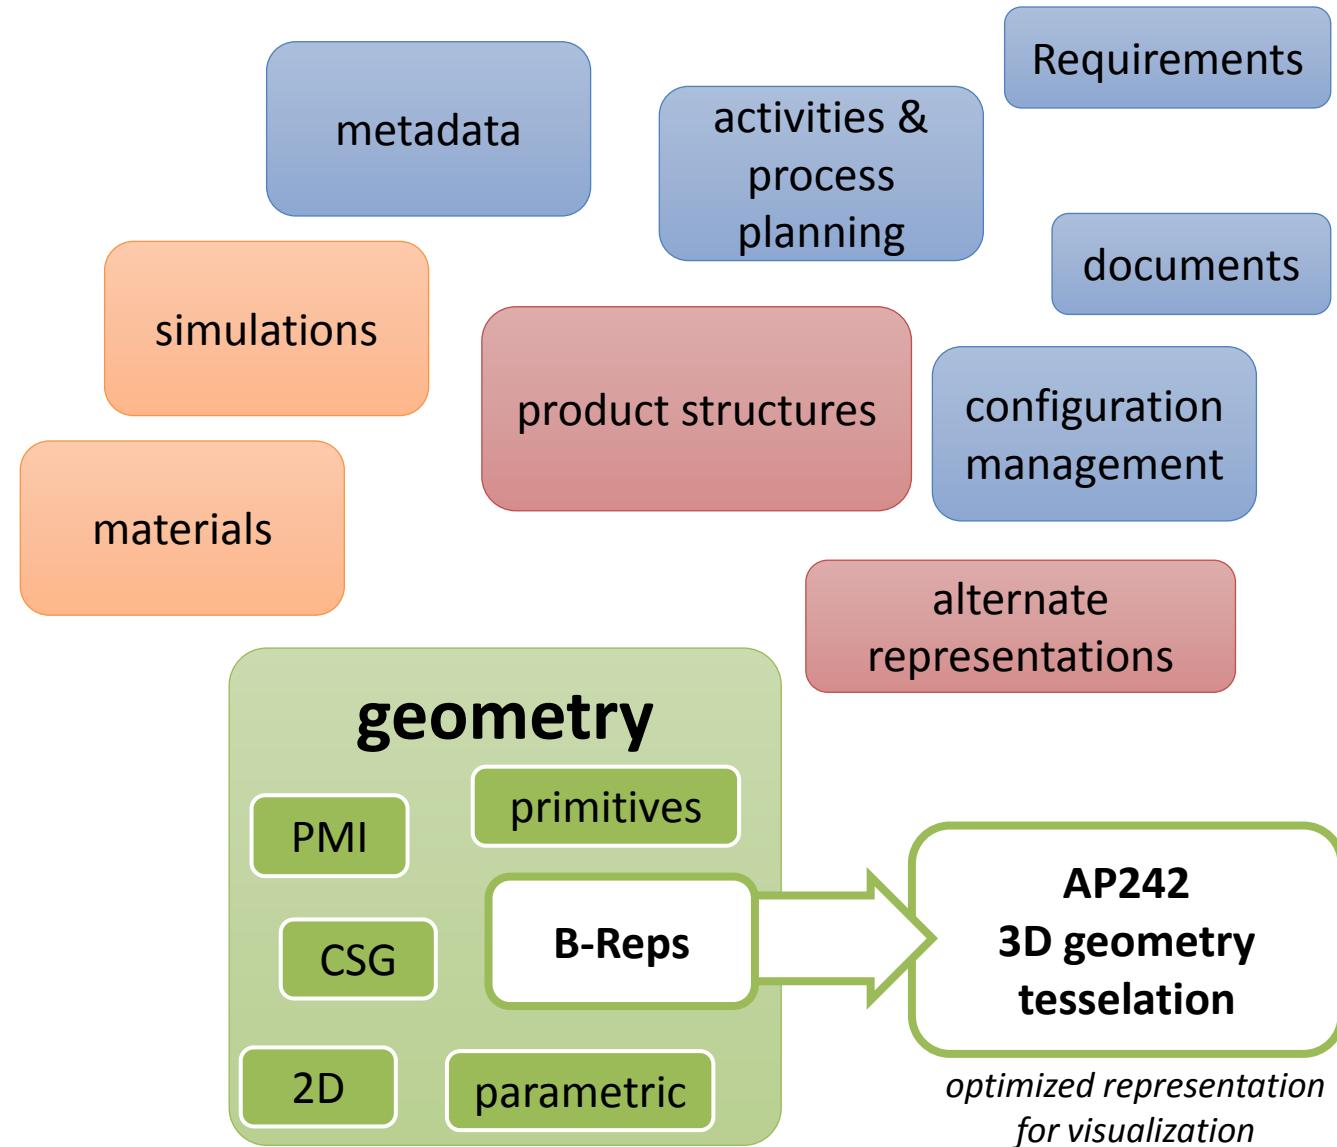 Requirements
metadata
activities &
process
planning
documents
simulations
product structures
configuration
management
materials
alternate
representations
geometry
primitives
PMI
B-Reps
CSG
2D
parametric
AP242
3D geometry
tesselation
optimized representation
for visualization